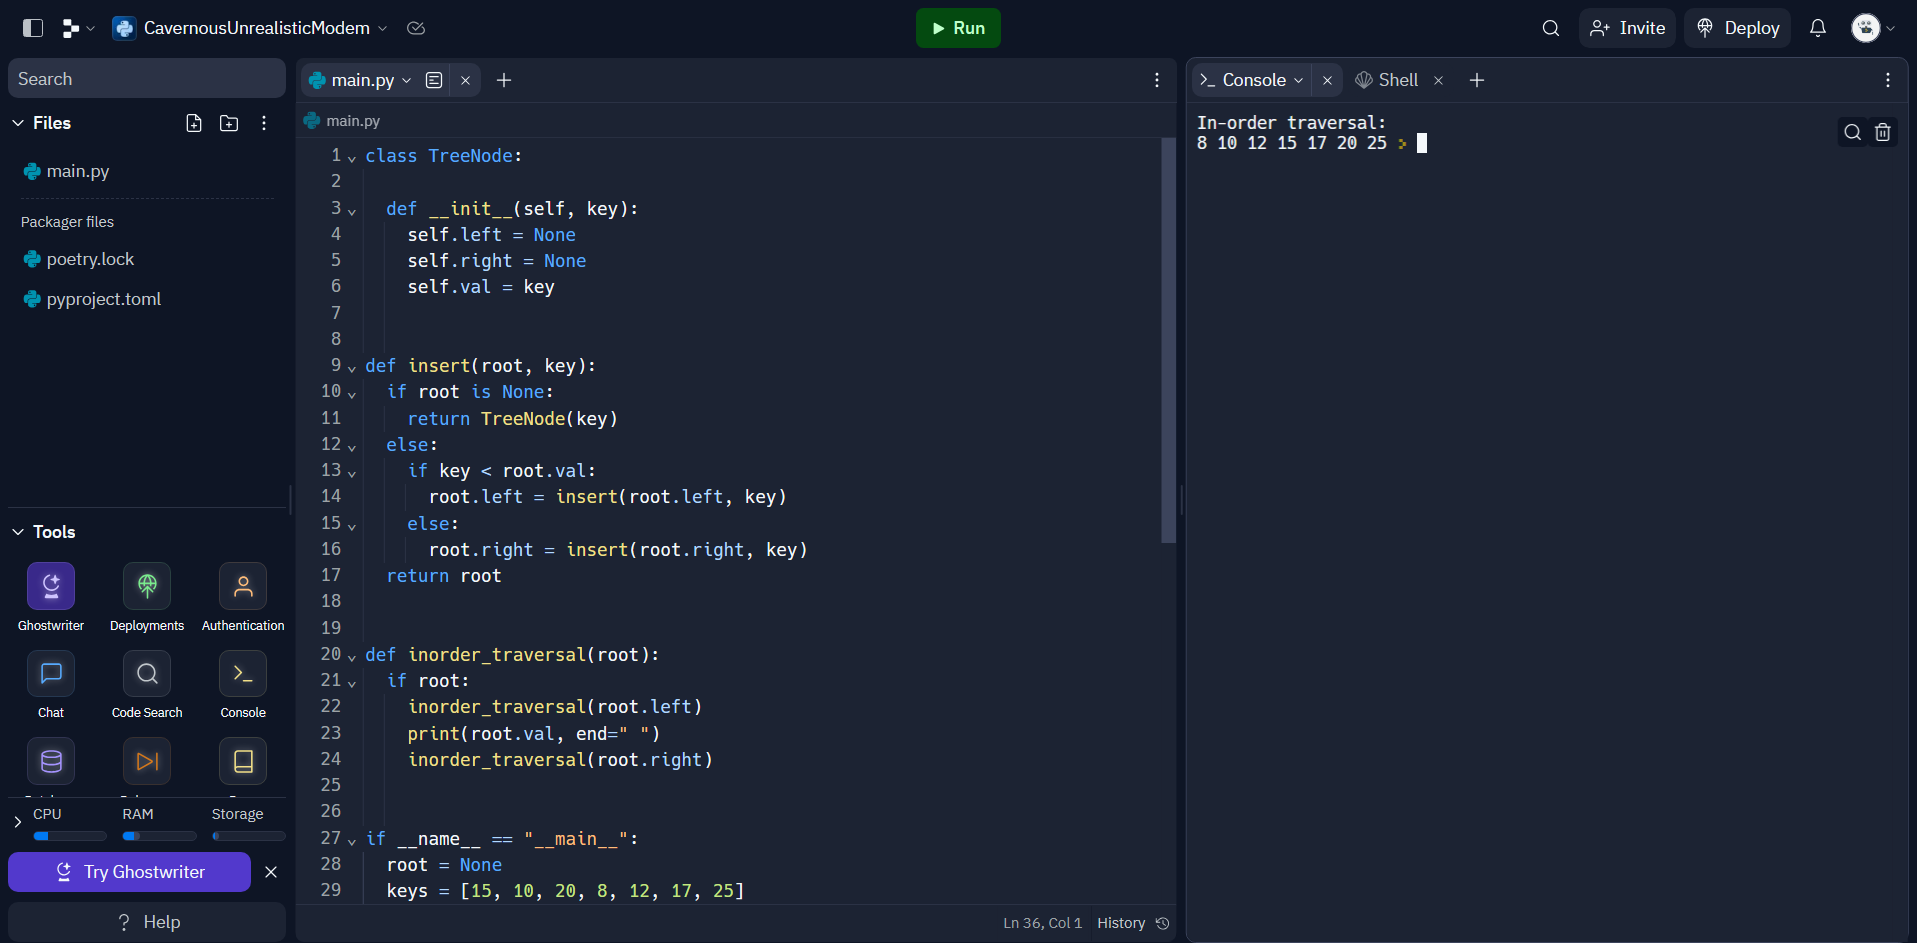 CavernousUnrealisticModem
Run
Invite
Deploy
Search
Files
main.py
Packager files
poetry.lock
pyproject.toml
Tools
Ghostwriter
Deployments
Authentication
Chat
Code Search
Console
CPU
RAM
Storage
Try Ghostwriter
? Help
main.py
main.py
1 class TreeNode:
2
3 def __init__(self, key):
4 self.left = None
5 self.right = None
6 self.val = key
7
8
9 def insert(root, key):
10 if root is None:
11 return TreeNode(key)
12 else:
13 if key < root.val:
14 root.left = insert(root.left, key)
15 else:
16 root.right = insert(root.right, key)
17 return root
18
19
20 def inorder_traversal(root):
21 if root:
22 inorder_traversal(root.left)
23 print(root.val, end=" ")
24 inorder_traversal(root.right)
25
26
27 if __name__ == "__main__":
28 root = None
29 keys = [15, 10, 20, 8, 12, 17, 25]
Ln 36, Col 1
History
Console
Shell
In-order traversal:
8 10 12 15 17 20 25 >